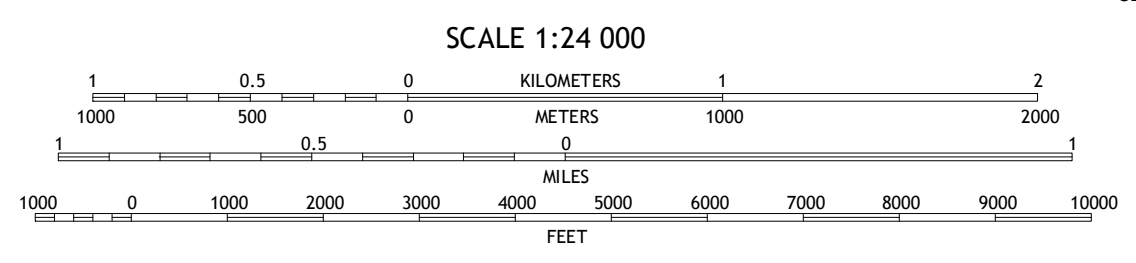 SCALE 1:24 000
1 0.5 0 KILOMETERS 1 2
1000 500 0 METERS 1000 2000
1 0.5 0 1
MILES
1000 0 1000 2000 3000 4000 5000 6000 7000 8000 9000 10000
FEET